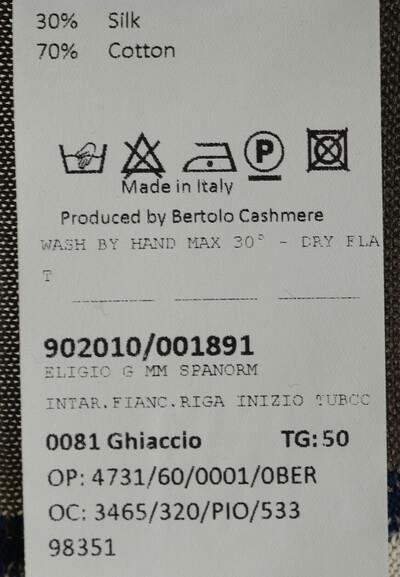 30% Silk
70% Cotton
P
Made in Italy
Produced by Bertolo Cashmere
WASH BY HAND MAX 30° - DRY FLA
T
902010/001891
ELIGIO G MM SPANORM
INTAR.FIANC.RIGA INIZIO TUBCC
0081 Ghiaccio TG: 50
OP: 4731/60/0001/0BER
OC: 3465/320/PIO/533
98351